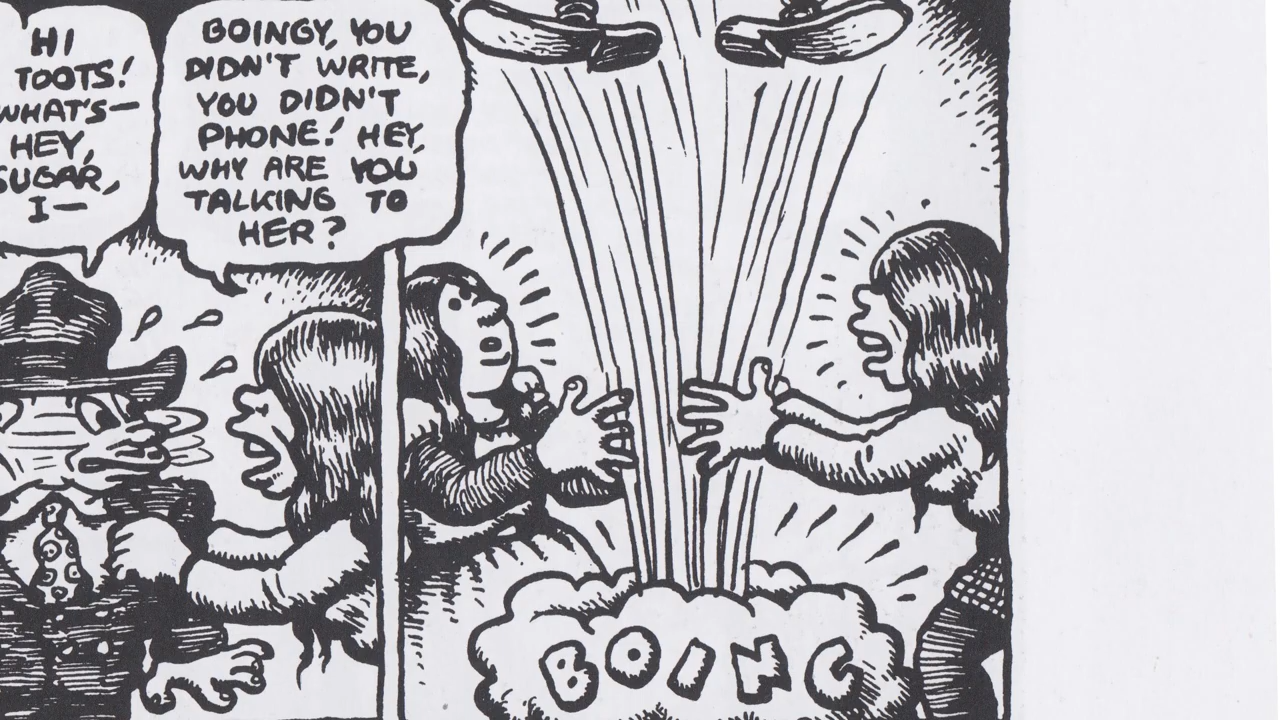 HI
TOOTS!
WHAT'S—
HEY,
SUGAR,
I—
BOINGY, YOU
DIDN'T WRITE,
YOU DIDN'T
PHONE! HEY,
WHY ARE YOU
TALKING TO
HER?
BOING